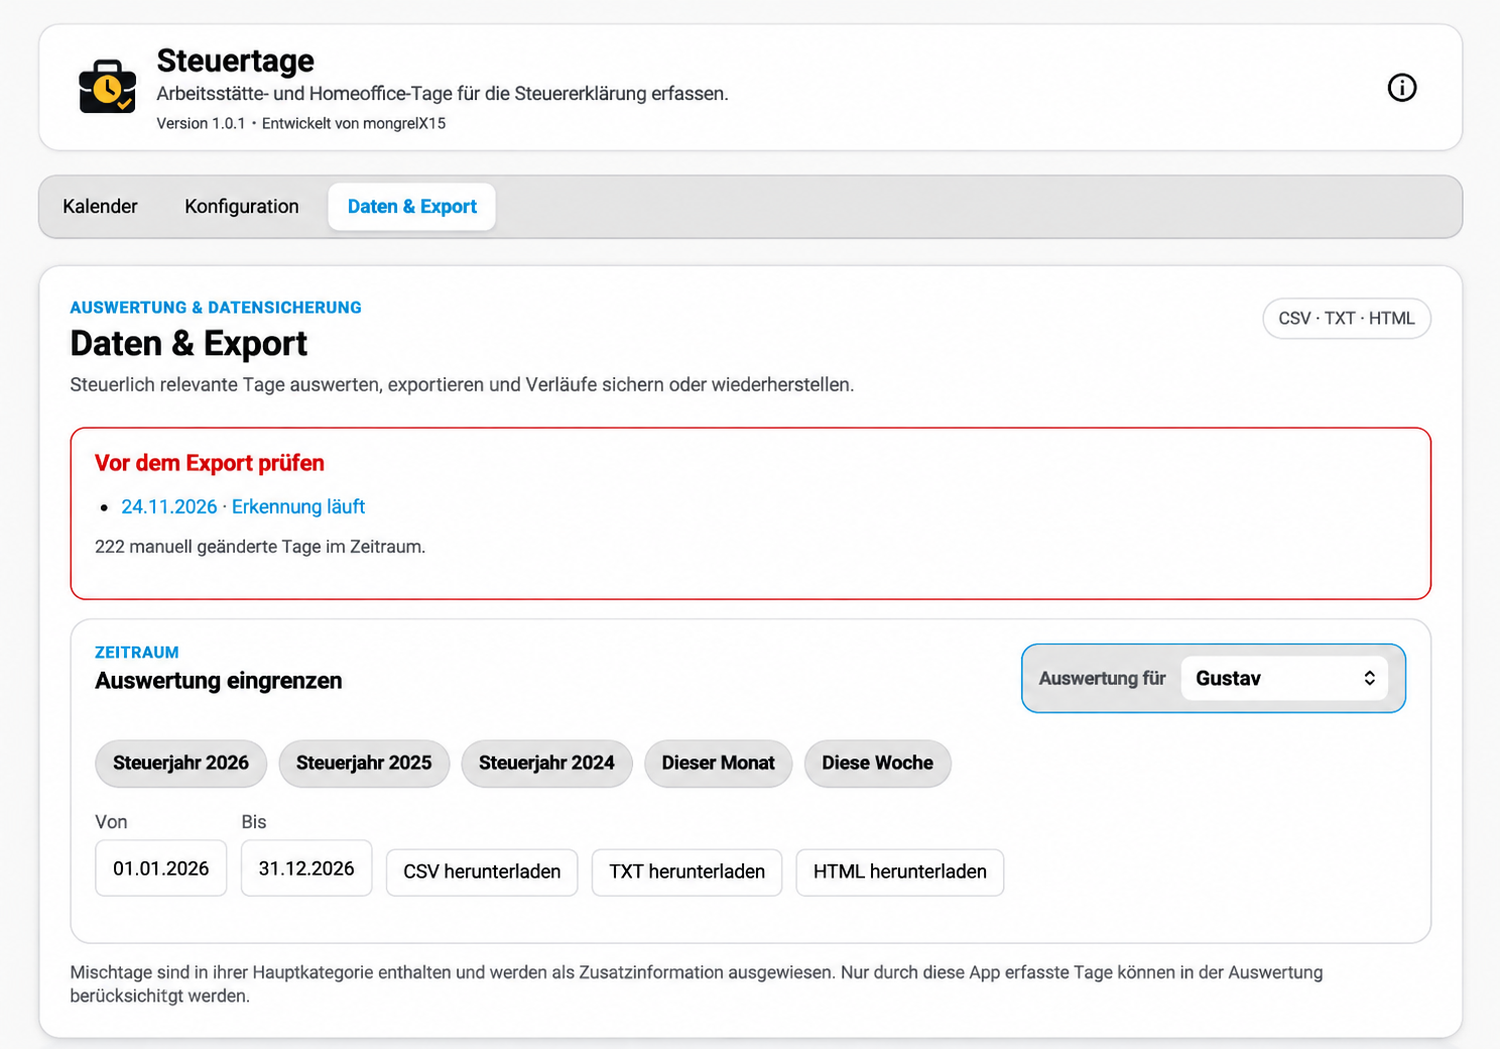 Steuertage
Arbeitsstätte- und Homeoffice-Tage für die Steuererklärung erfassen.
Version 1.0.1 • Entwickelt von mongrelX15
Kalender
Konfiguration
Daten & Export
AUSWERTUNG & DATENSICHERUNG
CSV · TXT · HTML
Daten & Export
Steuerlich relevante Tage auswerten, exportieren und Verläufe sichern oder wiederherstellen.
Vor dem Export prüfen
• 24.11.2026 · Erkennung läuft
222 manuell geänderte Tage im Zeitraum.
ZEITRAUM
Auswertung eingrenzen
Auswertung für
Gustav
Steuerjahr 2026
Steuerjahr 2025
Steuerjahr 2024
Dieser Monat
Diese Woche
Von
Bis
01.01.2026
31.12.2026
CSV herunterladen
TXT herunterladen
HTML herunterladen
Mischtage sind in ihrer Hauptkategorie enthalten und werden als Zusatzinformation ausgewiesen. Nur durch diese App erfasste Tage können in der Auswertung
berücksichitgt werden.